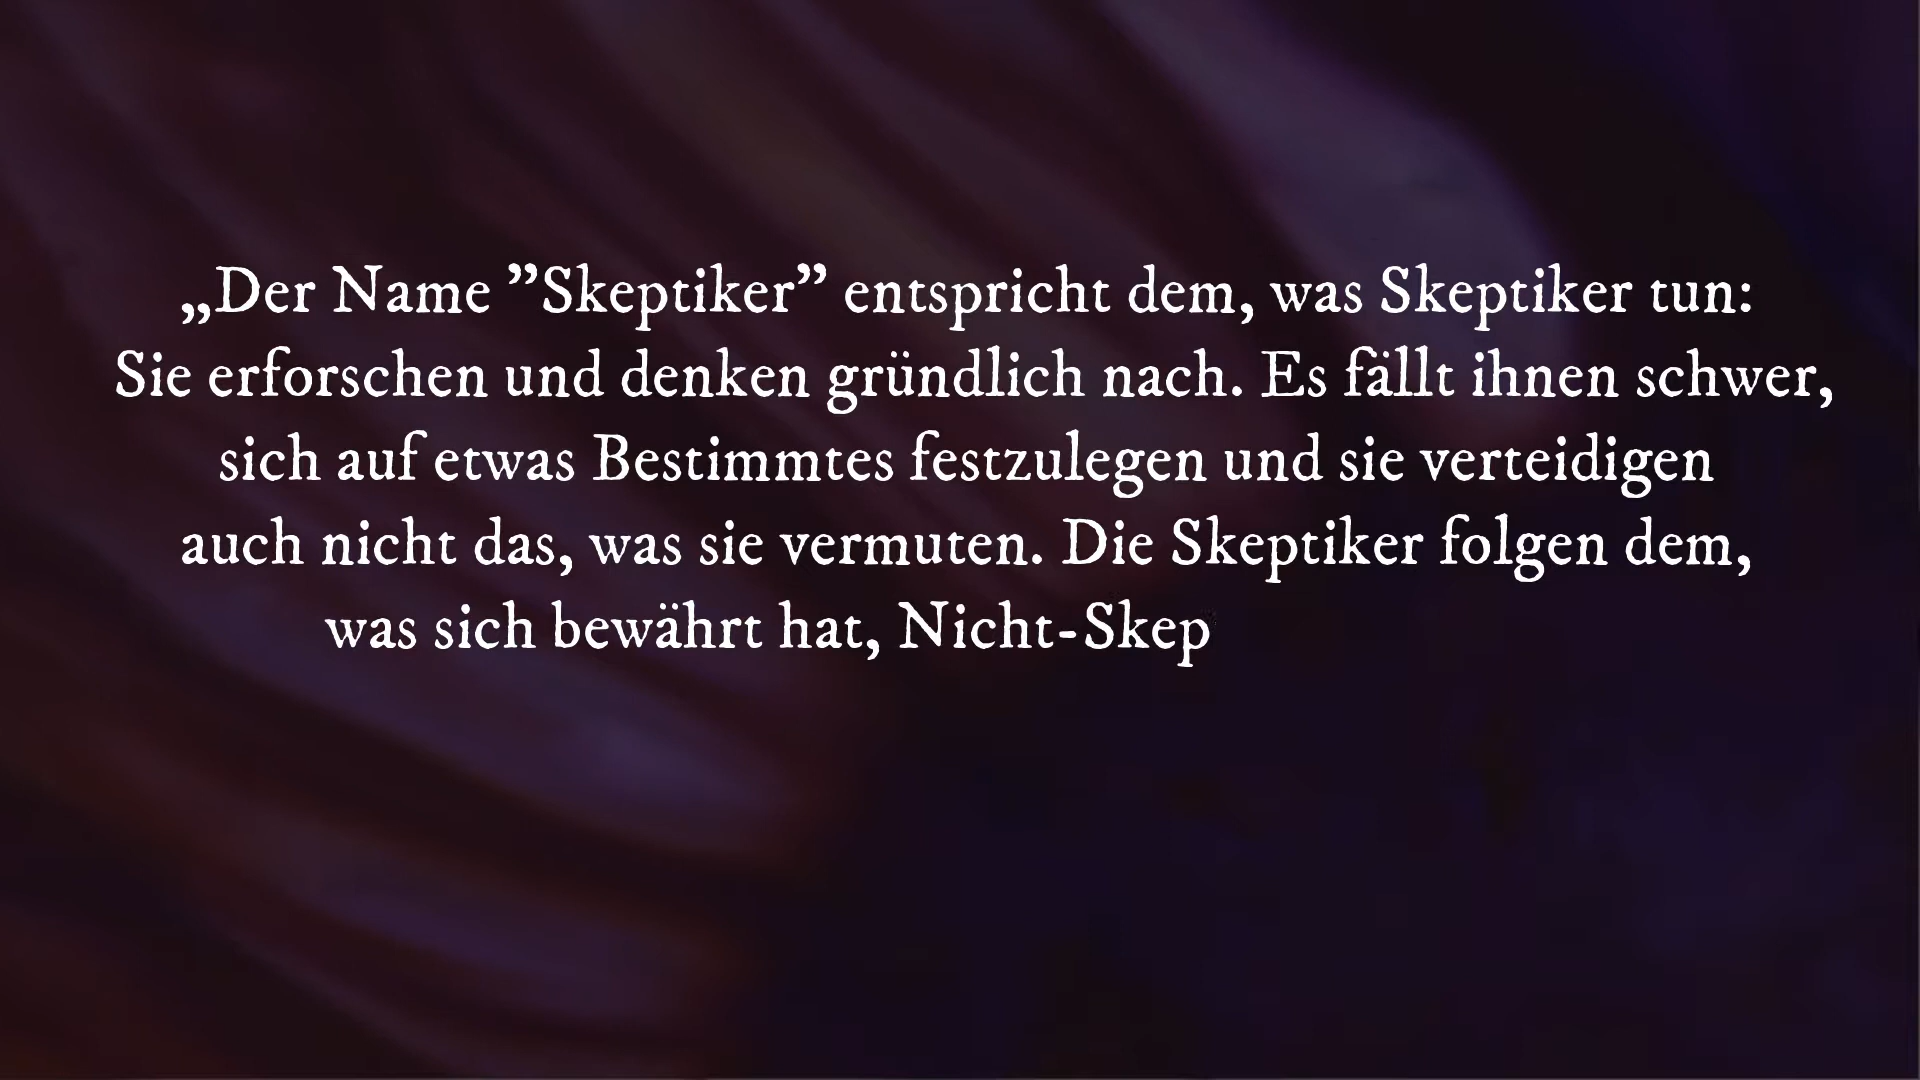 „Der Name ”Skeptiker” entspricht dem, was Skeptiker tun:
Sie erforschen und denken gründlich nach. Es fällt ihnen schwer,
sich auf etwas Bestimmtes festzulegen und sie verteidigen
auch nicht das, was sie vermuten. Die Skeptiker folgen dem,
was sich bewährt hat, Nicht-Skep